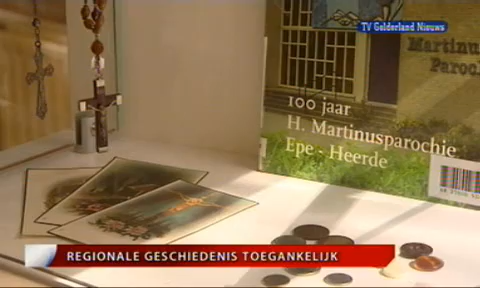 TV Gelderland Nieuws
Martinus
Paroc
100 jaar
H. Martinusparochie
Epe - Heerde
REGIONALE GESCHIEDENIS TOEGANKELIJK